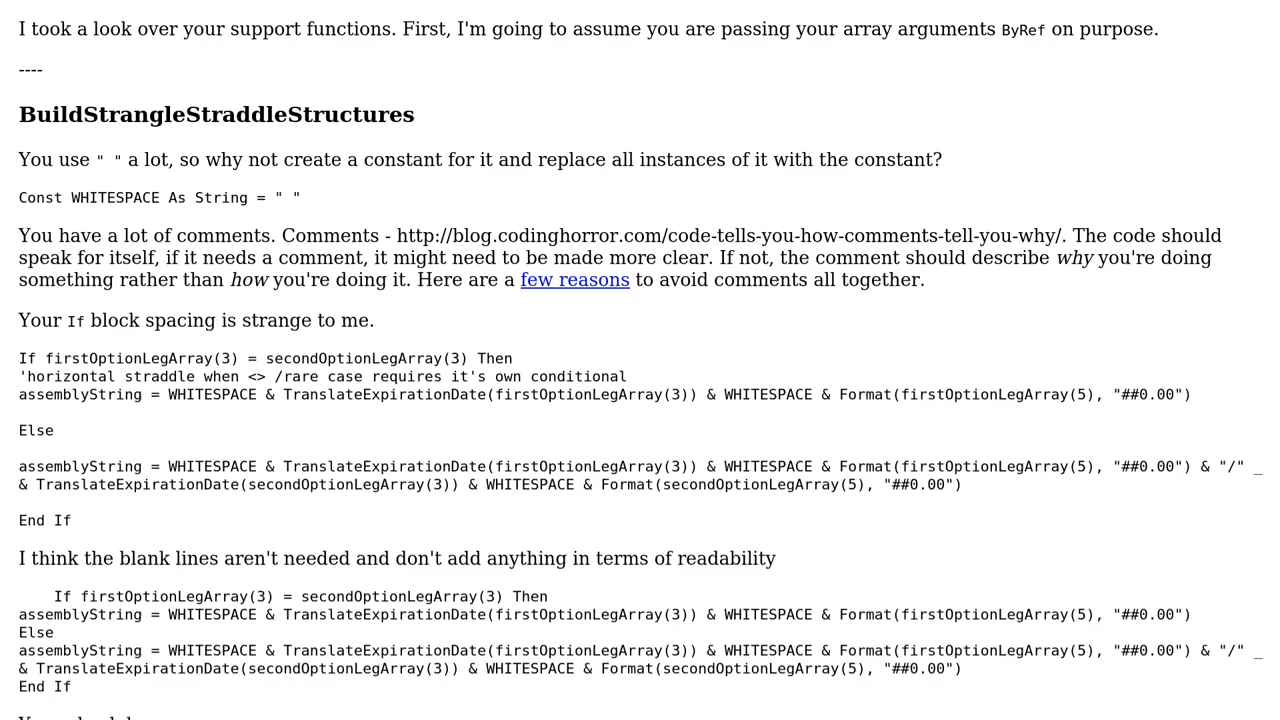 I took a look over your support functions. First, I'm going to assume you are passing your array arguments ByRef on purpose.
----
BuildStrangleStraddleStructures
You use " " a lot, so why not create a constant for it and replace all instances of it with the constant?
Const WHITESPACE As String = " "
You have a lot of comments. Comments - http://blog.codinghorror.com/code-tells-you-how-comments-tell-you-why/. The code should
speak for itself, if it needs a comment, it might need to be made more clear. If not, the comment should describe why you're doing
something rather than how you're doing it. Here are a few reasons to avoid comments all together.
Your If block spacing is strange to me.
If firstOptionLegArray(3) = secondOptionLegArray(3) Then
'horizontal straddle when <> /rare case requires it's own conditional
assemblyString = WHITESPACE & TranslateExpirationDate(firstOptionLegArray(3)) & WHITESPACE & Format(firstOptionLegArray(5), "##0.00")
Else
assemblyString = WHITESPACE & TranslateExpirationDate(firstOptionLegArray(3)) & WHITESPACE & Format(firstOptionLegArray(5), "##0.00") & "/" _
& TranslateExpirationDate(secondOptionLegArray(3)) & WHITESPACE & Format(secondOptionLegArray(5), "##0.00")
End If
I think the blank lines aren't needed and don't add anything in terms of readability
If firstOptionLegArray(3) = secondOptionLegArray(3) Then
assemblyString = WHITESPACE & TranslateExpirationDate(firstOptionLegArray(3)) & WHITESPACE & Format(firstOptionLegArray(5), "##0.00")
Else
assemblyString = WHITESPACE & TranslateExpirationDate(firstOptionLegArray(3)) & WHITESPACE & Format(firstOptionLegArray(5), "##0.00") & "/" _
& TranslateExpirationDate(secondOptionLegArray(3)) & WHITESPACE & Format(secondOptionLegArray(5), "##0.00")
End If